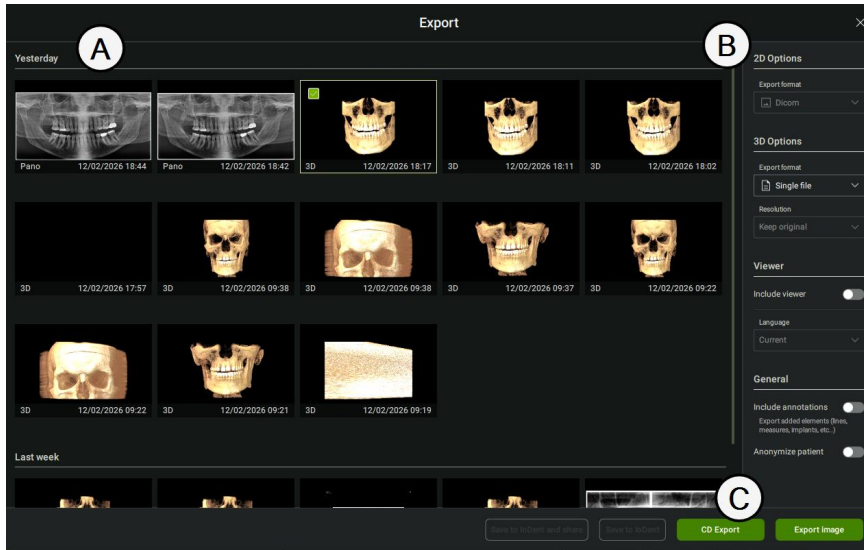 Export
A
B
Yesterday
2D Options
Export format
Dicom
Pano 12/02/2026 18:44
Pano 12/02/2026 18:42
3D 12/02/2026 18:17
3D 12/02/2026 18:11
3D 12/02/2026 18:02
3D Options
Export format
Single file
Resolution
Keep original
3D 12/02/2026 17:57
3D 12/02/2026 09:38
3D 12/02/2026 09:38
3D 12/02/2026 09:37
3D 12/02/2026 09:22
Viewer
Include viewer
Language
Current
3D 12/02/2026 09:22
3D 12/02/2026 09:21
3D 12/02/2026 09:19
General
Include annotations
Export added elements (lines,
measures, implants, etc...)
Anonymize patient
Last week
C
Save to IoDent and share
Save to IoDent
CD Export
Export image